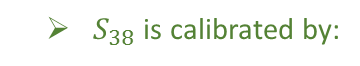 ➤ S₃₈ is calibrated by: